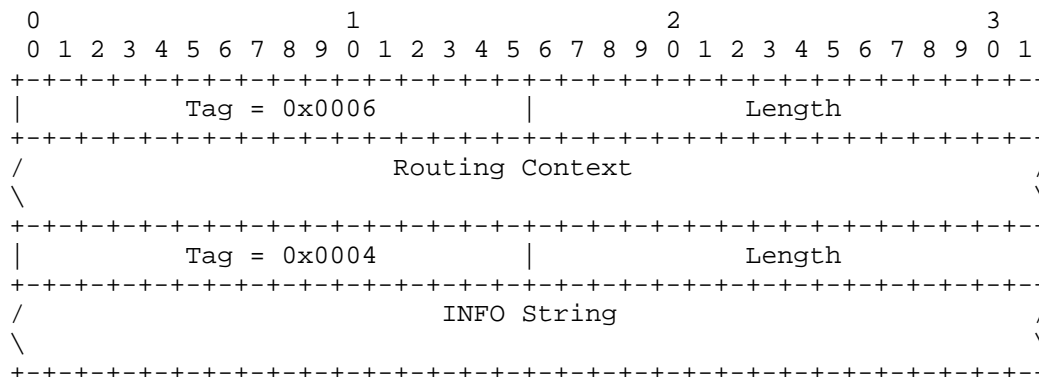 0                   1                   2                   3
0 1 2 3 4 5 6 7 8 9 0 1 2 3 4 5 6 7 8 9 0 1 2 3 4 5 6 7 8 9 0 1
+-+-+-+-+-+-+-+-+-+-+-+-+-+-+-+-+-+-+-+-+-+-+-+-+-+-+-+-+-+-+-+-
|          Tag = 0x0006         |             Length
+-+-+-+-+-+-+-+-+-+-+-+-+-+-+-+-+-+-+-+-+-+-+-+-+-+-+-+-+-+-+-+-
/                       Routing Context                         /
\                                                               \
+-+-+-+-+-+-+-+-+-+-+-+-+-+-+-+-+-+-+-+-+-+-+-+-+-+-+-+-+-+-+-+-
|          Tag = 0x0004         |             Length
+-+-+-+-+-+-+-+-+-+-+-+-+-+-+-+-+-+-+-+-+-+-+-+-+-+-+-+-+-+-+-+-
/                          INFO String                          /
\                                                               \
+-+-+-+-+-+-+-+-+-+-+-+-+-+-+-+-+-+-+-+-+-+-+-+-+-+-+-+-+-+-+-+-